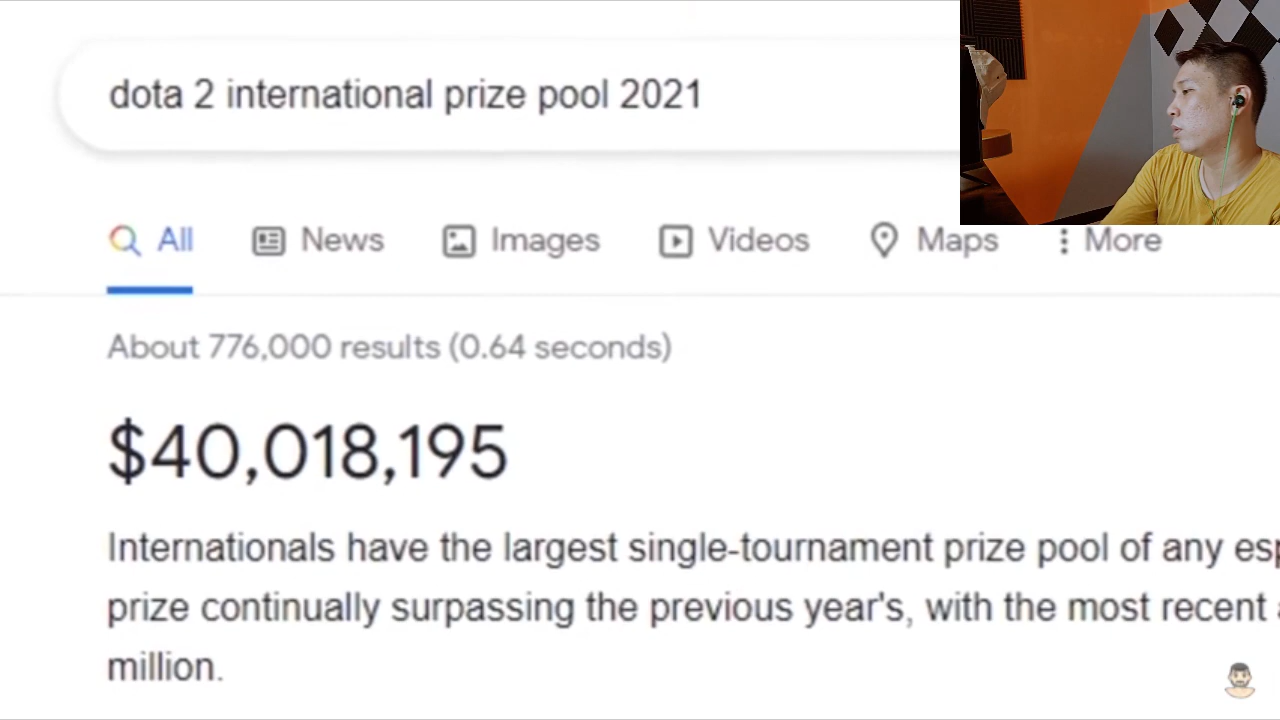 dota 2 international prize pool 2021
All News Images Videos Maps More
About 776,000 results (0.64 seconds)
$40,018,195
Internationals have the largest single-tournament prize pool of any
prize continually surpassing the previous year's, with the most recent
million.